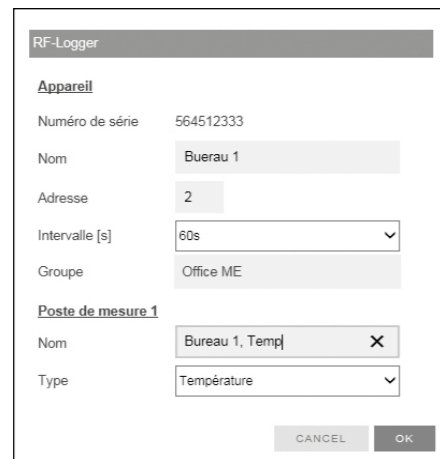 RF-Logger
Appareil
Numéro de série 564512333
Nom Buerau 1
Adresse 2
Intervalle [s] 60s
Groupe Office ME
Poste de mesure 1
Nom Bureau 1, Temp
Type Température
CANCEL OK